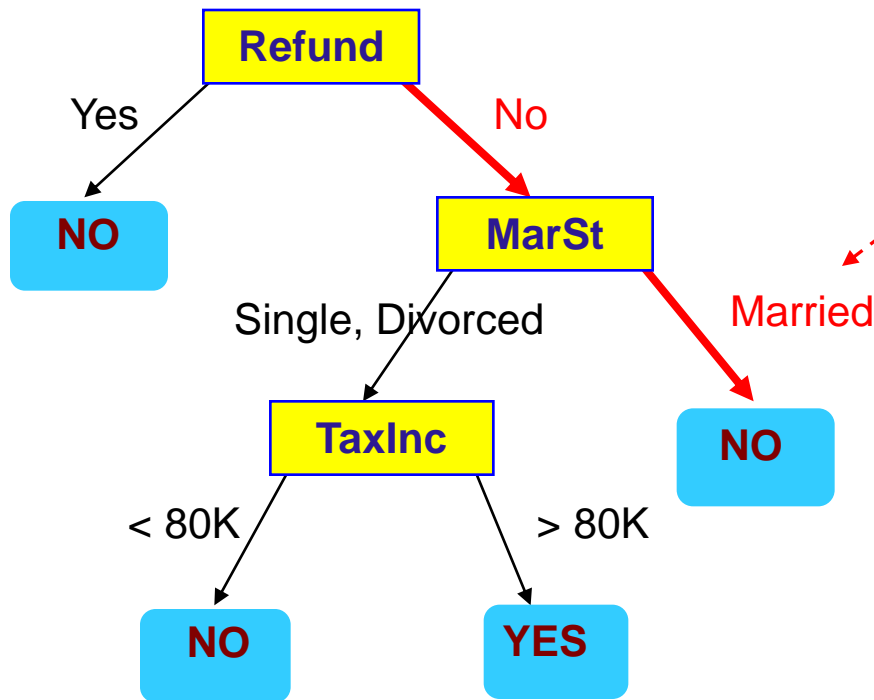 Refund
Yes
No
NO
MarSt
Single, Divorced
Married
TaxInc
NO
< 80K
> 80K
NO
YES